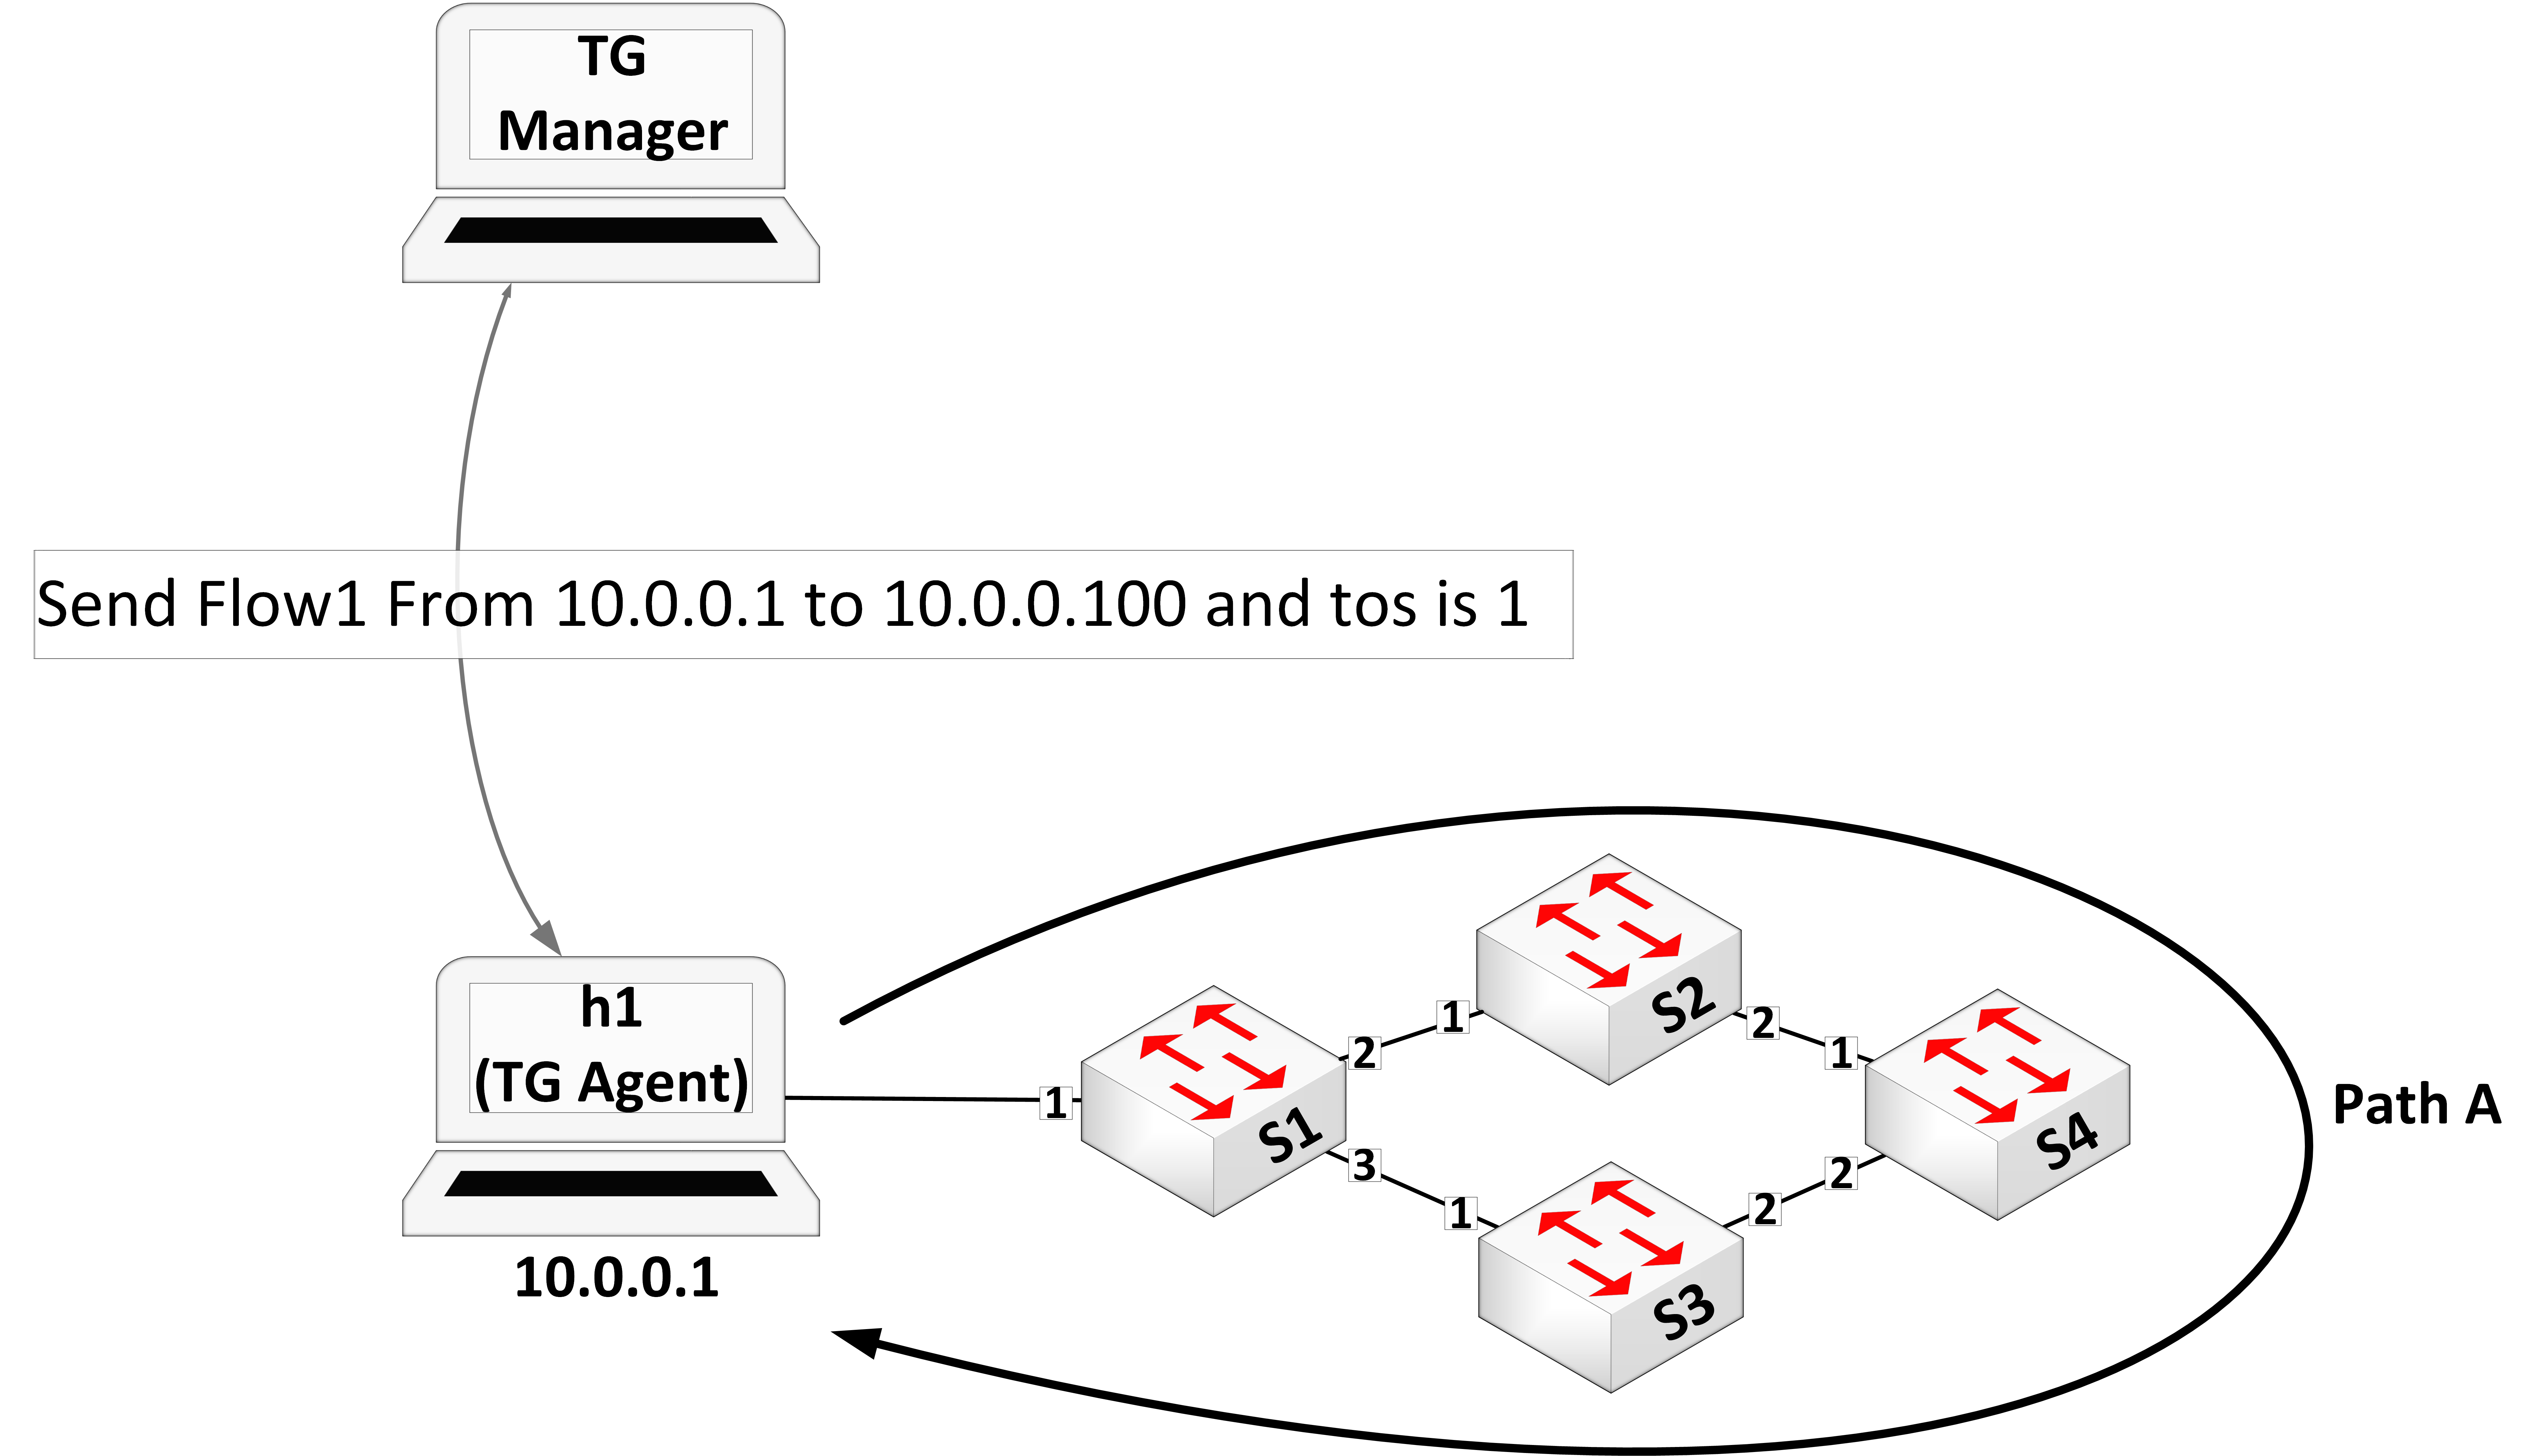 TG
Manager
Send Flow1 From 10.0.0.1 to 10.0.0.100 and tos is 1
h1
(TG Agent)
10.0.0.1
1
S1
2
1
S2
2
1
S4
3
1
S3
2
2
Path A